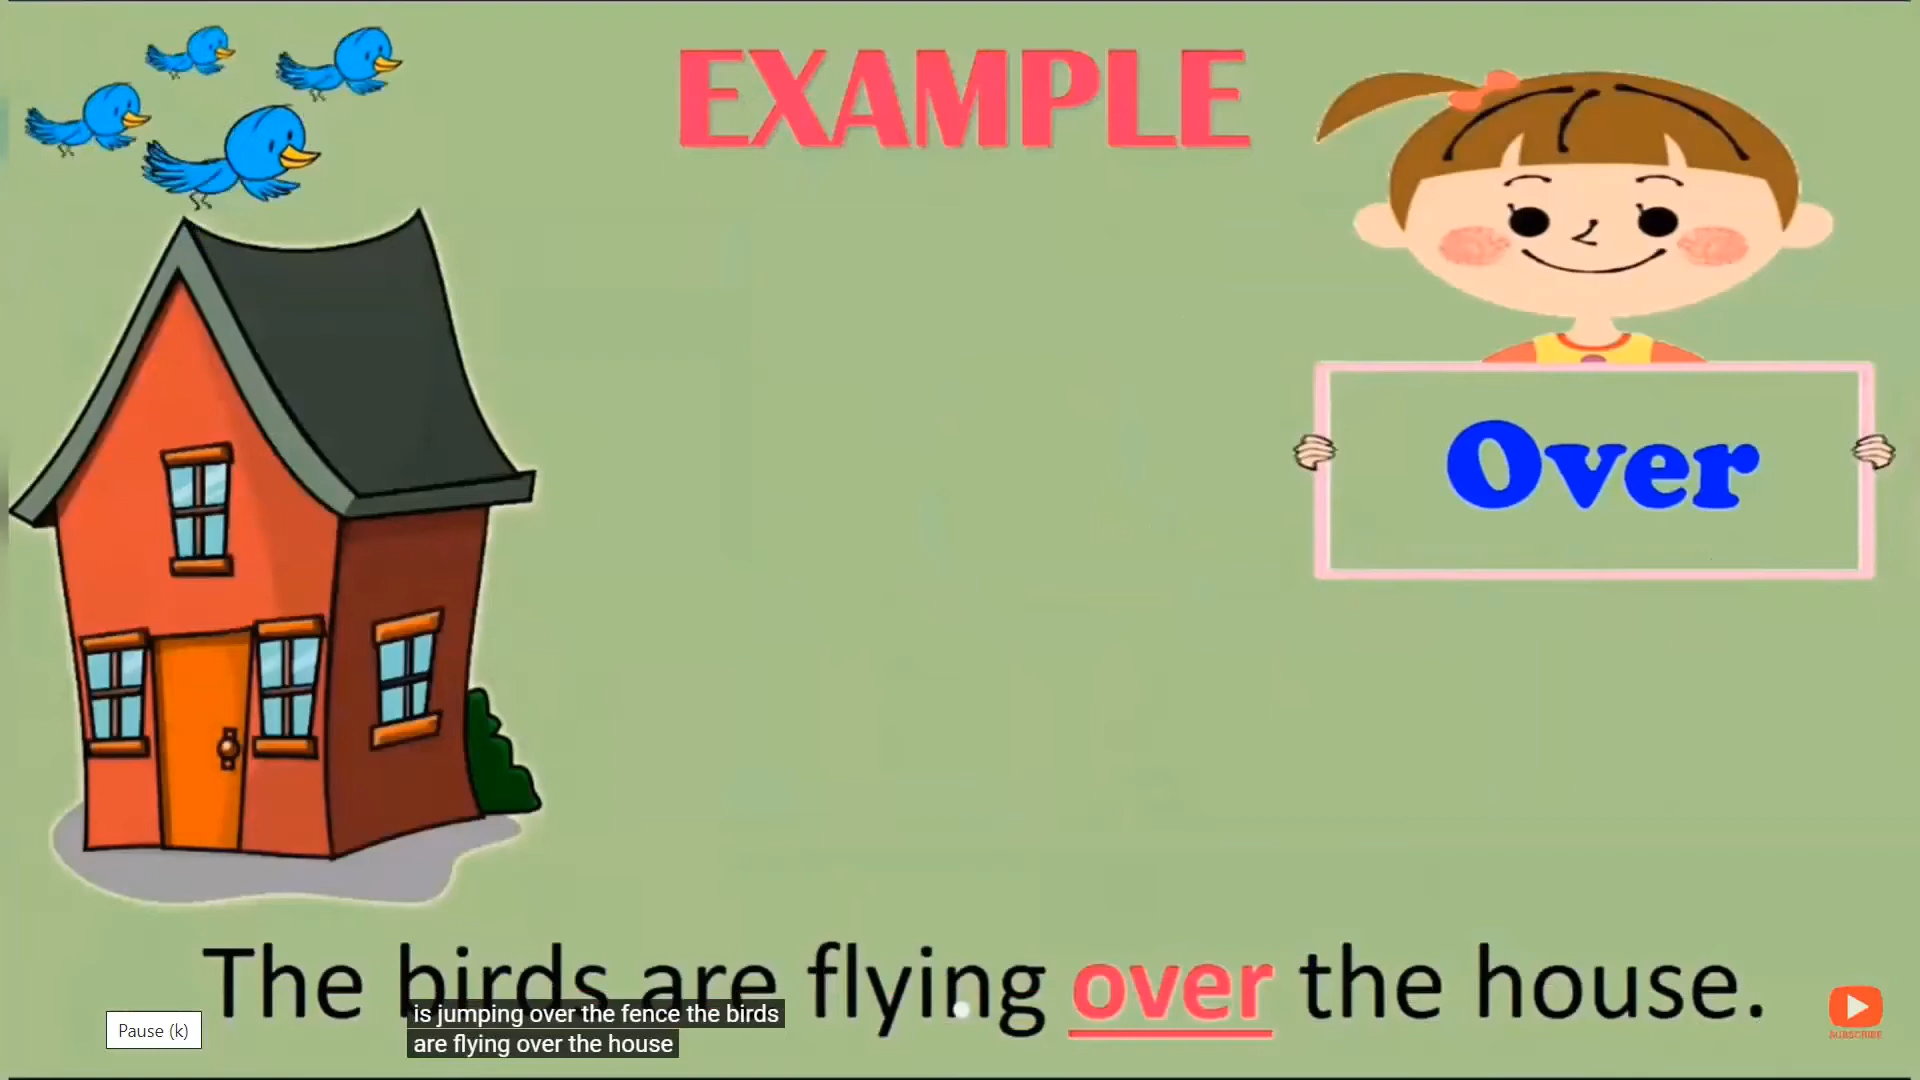 EXAMPLE
Over
The birds are flying over the house.
is jumping over the fence the birds
are flying over the house
Pause (k)
SUBSCRIBE